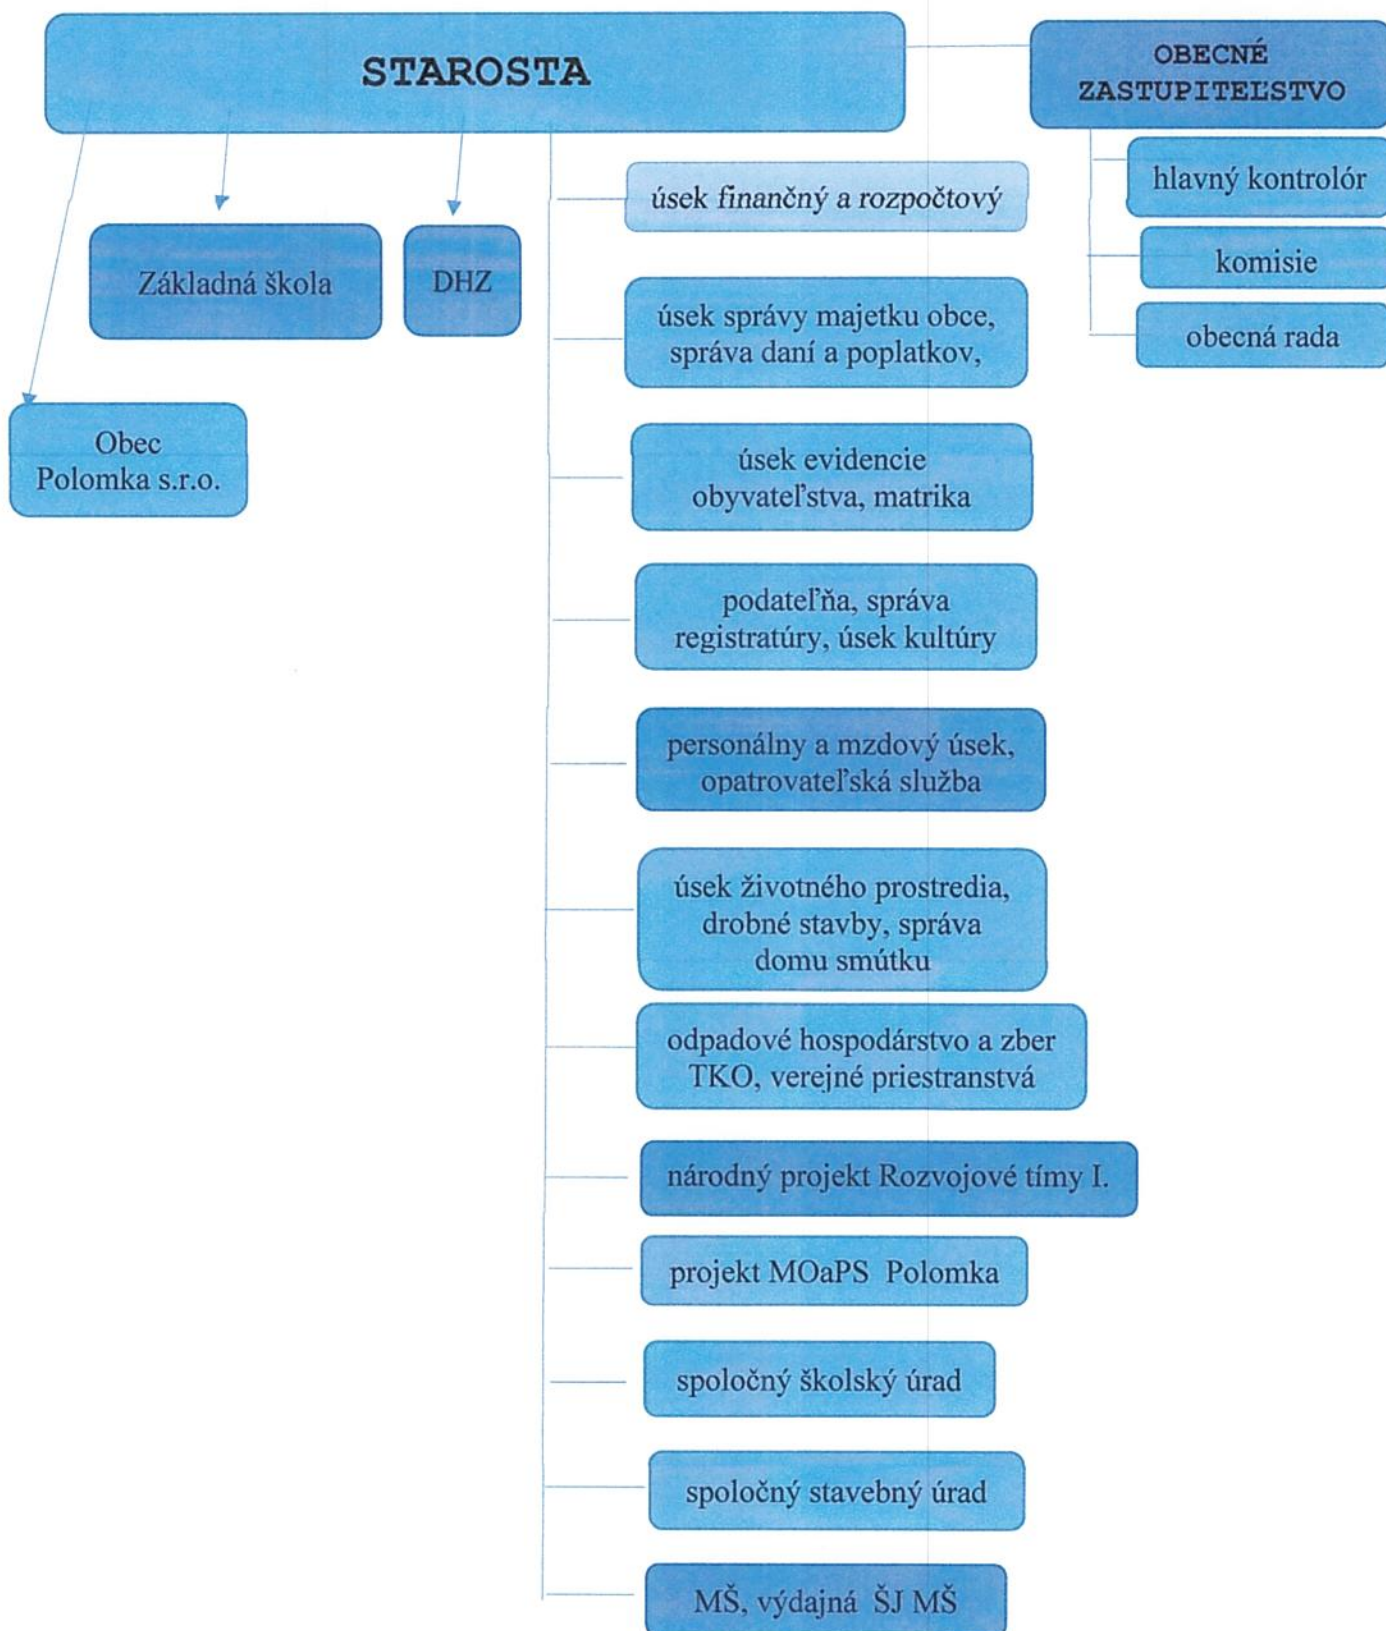 STAROSTA
OBECNÉ
ZASTUPITEĽSTVO
hlavný kontrolór
komisie
obecná rada
Základná škola
DHZ
Obec
Polomka s.r.o.
úsek finančný a rozpočtový
úsek správy majetku obce,
správa daní a poplatkov,
úsek evidencie
obyvateľstva, matrika
podateľňa, správa
registratúry, úsek kultúry
personálny a mzdový úsek,
opatrovateľská služba
úsek životného prostredia,
drobné stavby, správa
domu smútku
odpadové hospodárstvo a zber
TKO, verejné priestranstvá
národný projekt Rozvojové tímy I.
projekt MOaPS Polomka
spoločný školský úrad
spoločný stavebný úrad
MŠ, výdajná ŠJ MŠ